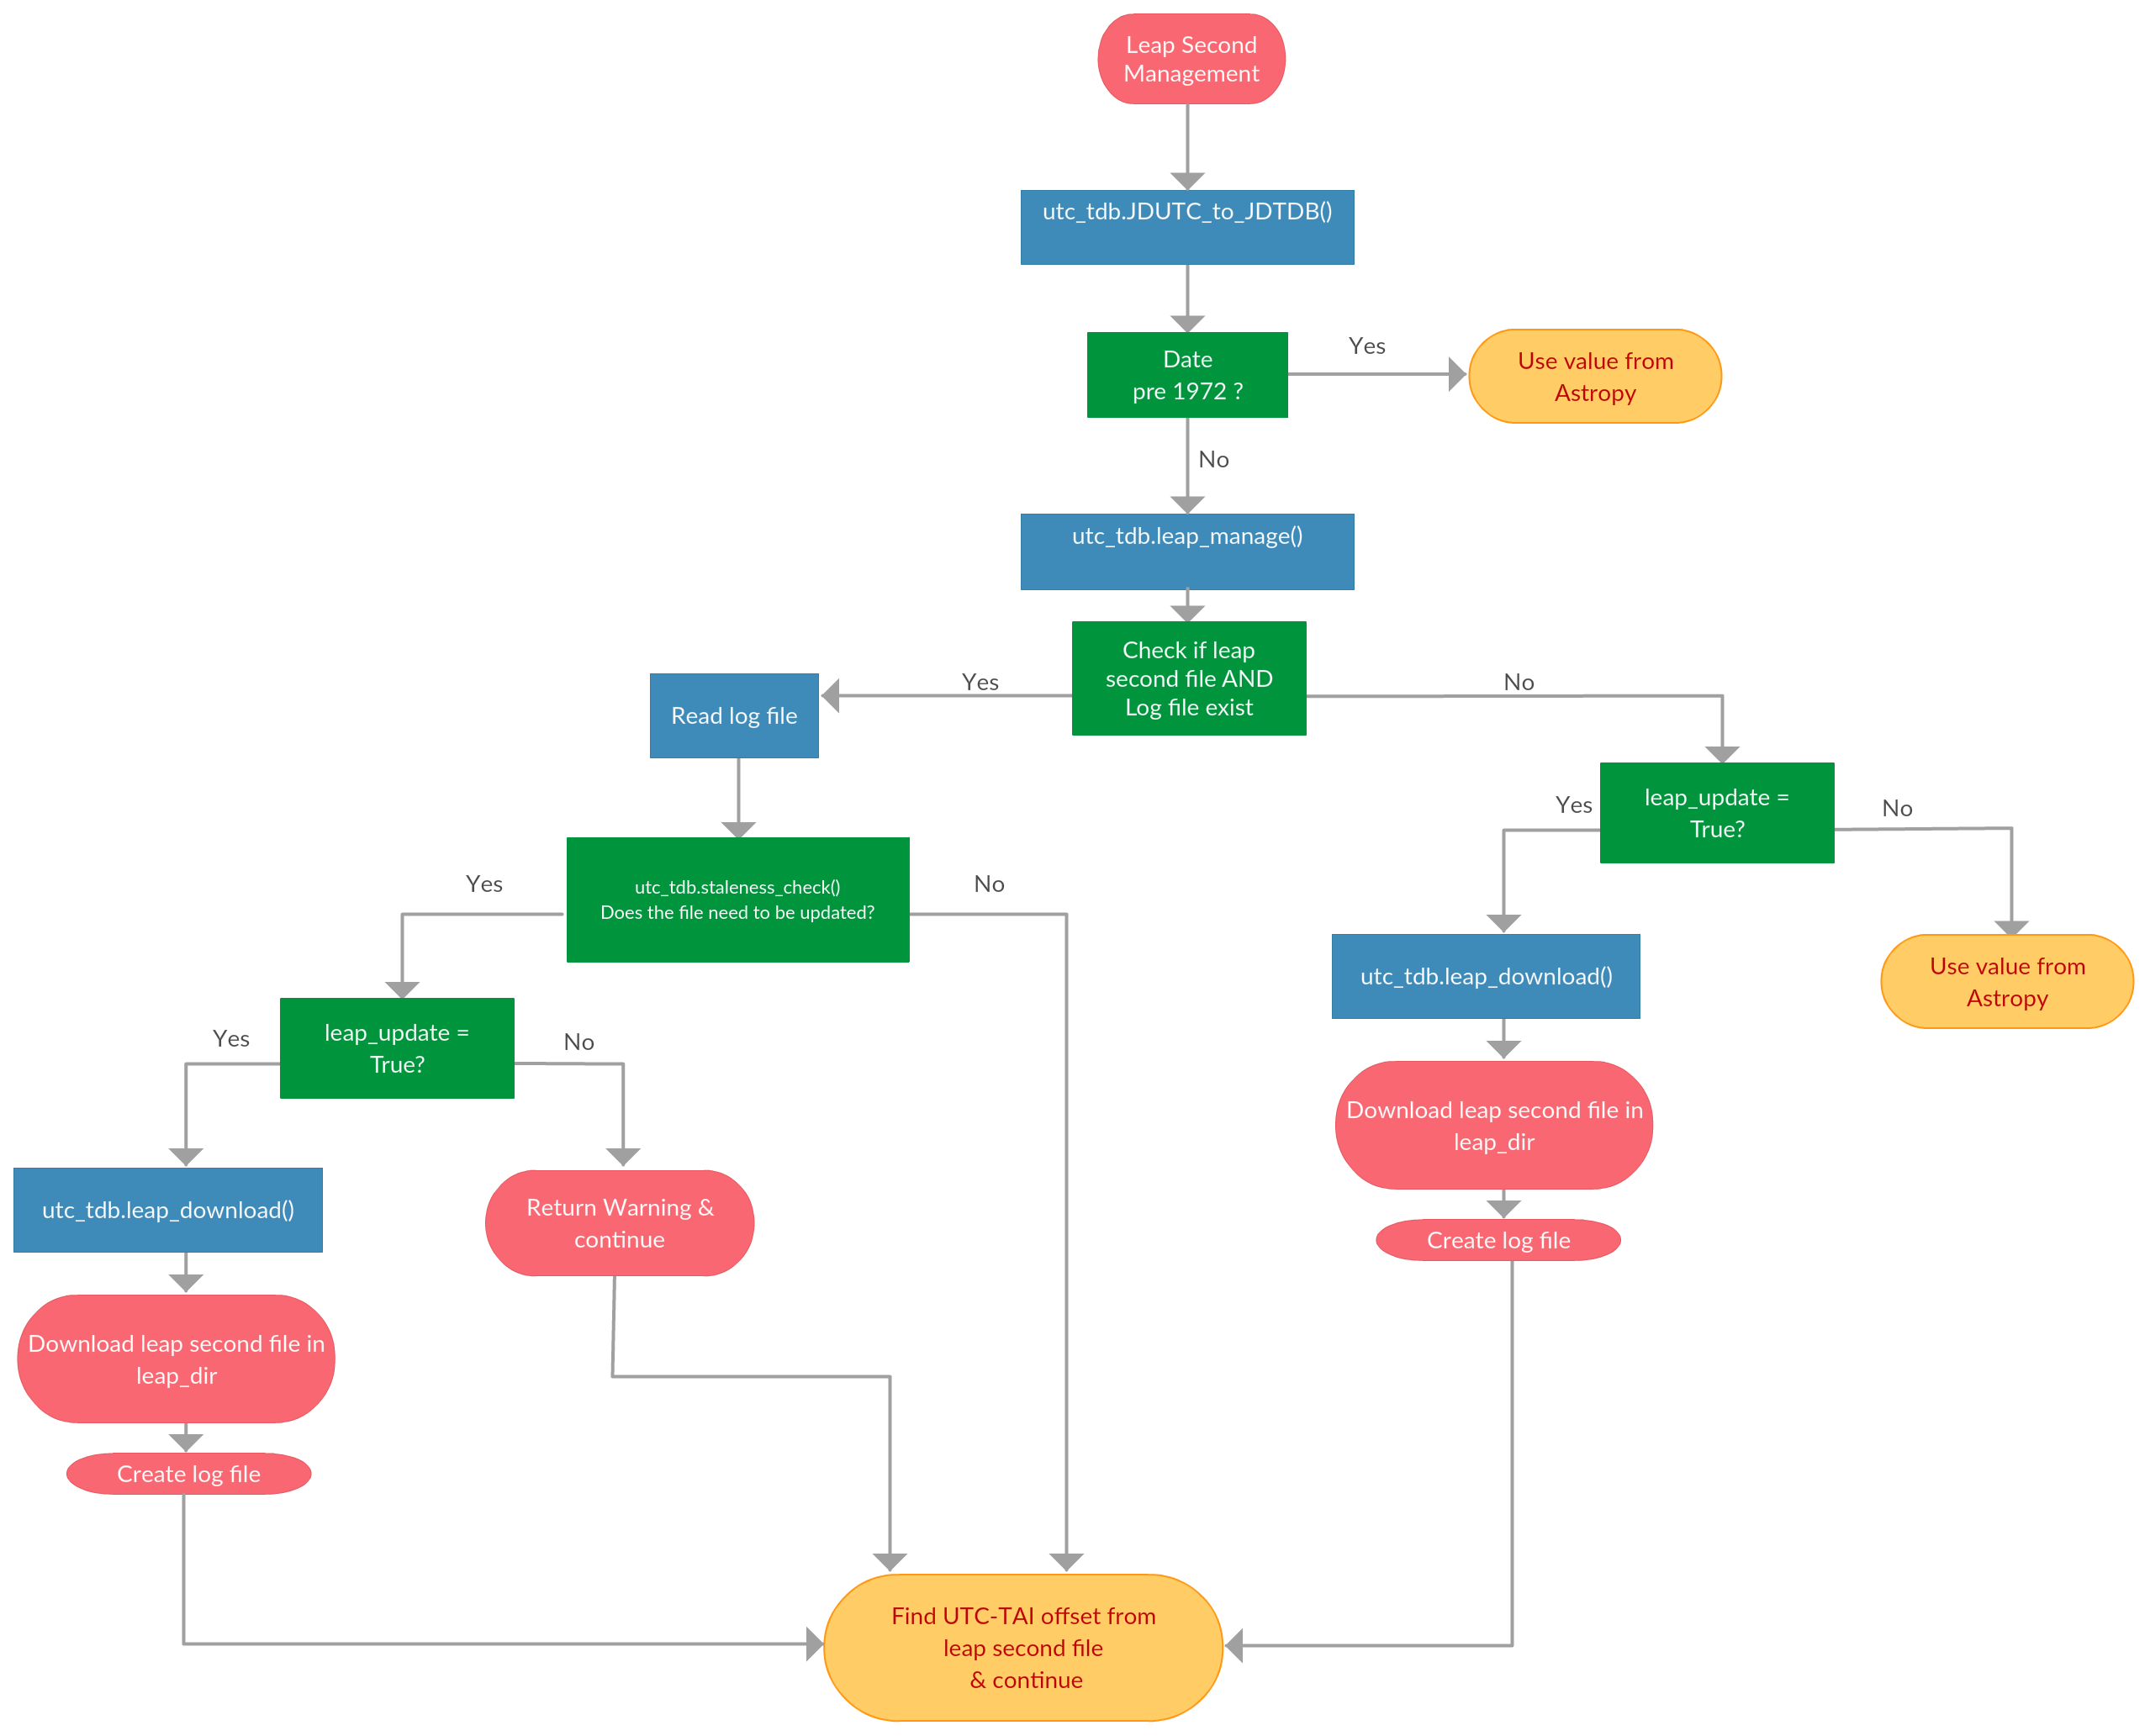 Leap Second
Management
utc_tdb.JDUTC_to_JDTDB()
Date
pre 1972 ?
Yes
Use value from
Astropy
No
utc_tdb.leap_manage()
Check if leap
second file AND
Log file exist
Yes
No
Read log file
leap_update =
True?
Yes
No
utc_tdb.staleness_check()
Does the file need to be updated?
Yes
No
utc_tdb.leap_download()
Use value from
Astropy
leap_update =
True?
Yes
No
Download leap second file in
leap_dir
utc_tdb.leap_download()
Return Warning &
continue
Create log file
Download leap second file in
leap_dir
Create log file
Find UTC-TAI offset from
leap second file
& continue